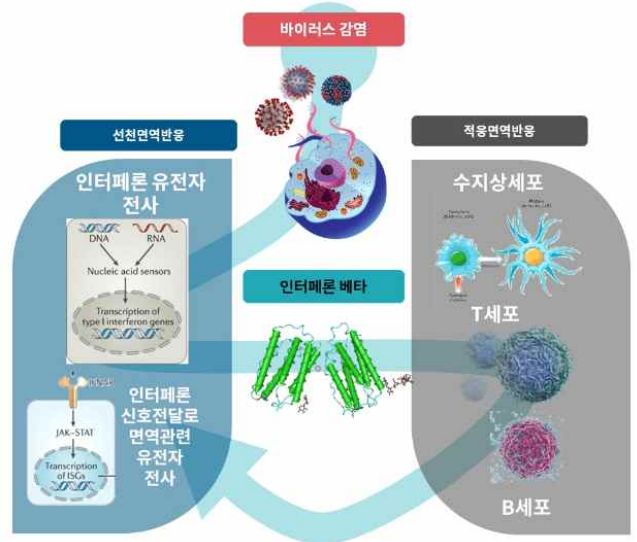 바이러스 감염
선천면역반응
적응면역반응
인터페론 유전자
전사
DNA
RNA
Nucleic acid sensors
Transcription of
type I interferon genes
인터페론 베타
수지상세포
T세포
인터페론
신호전달로
면역관련
유전자
전사
JAK-STAT
Transcription
of ISGs
B세포